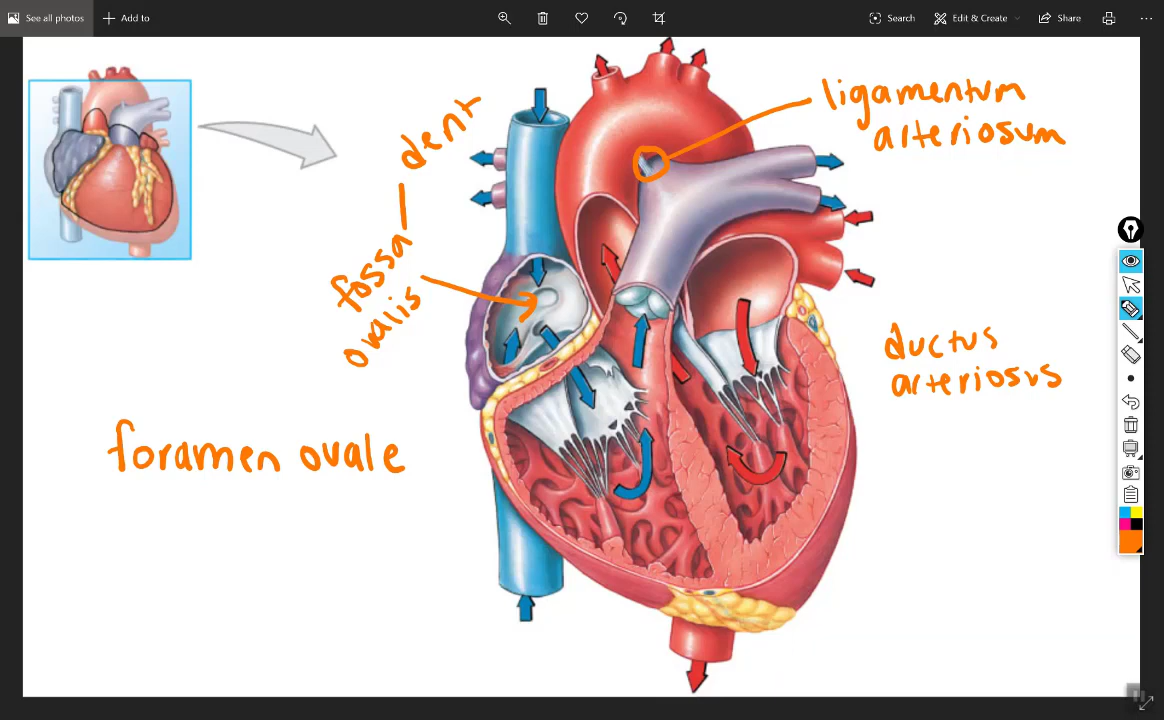 See all photos
Add to
Search
Edit & Create
Share
ligamentum
arteriosum
dent
fossa
ovalis
ductus
arteriosus
foramen ovale